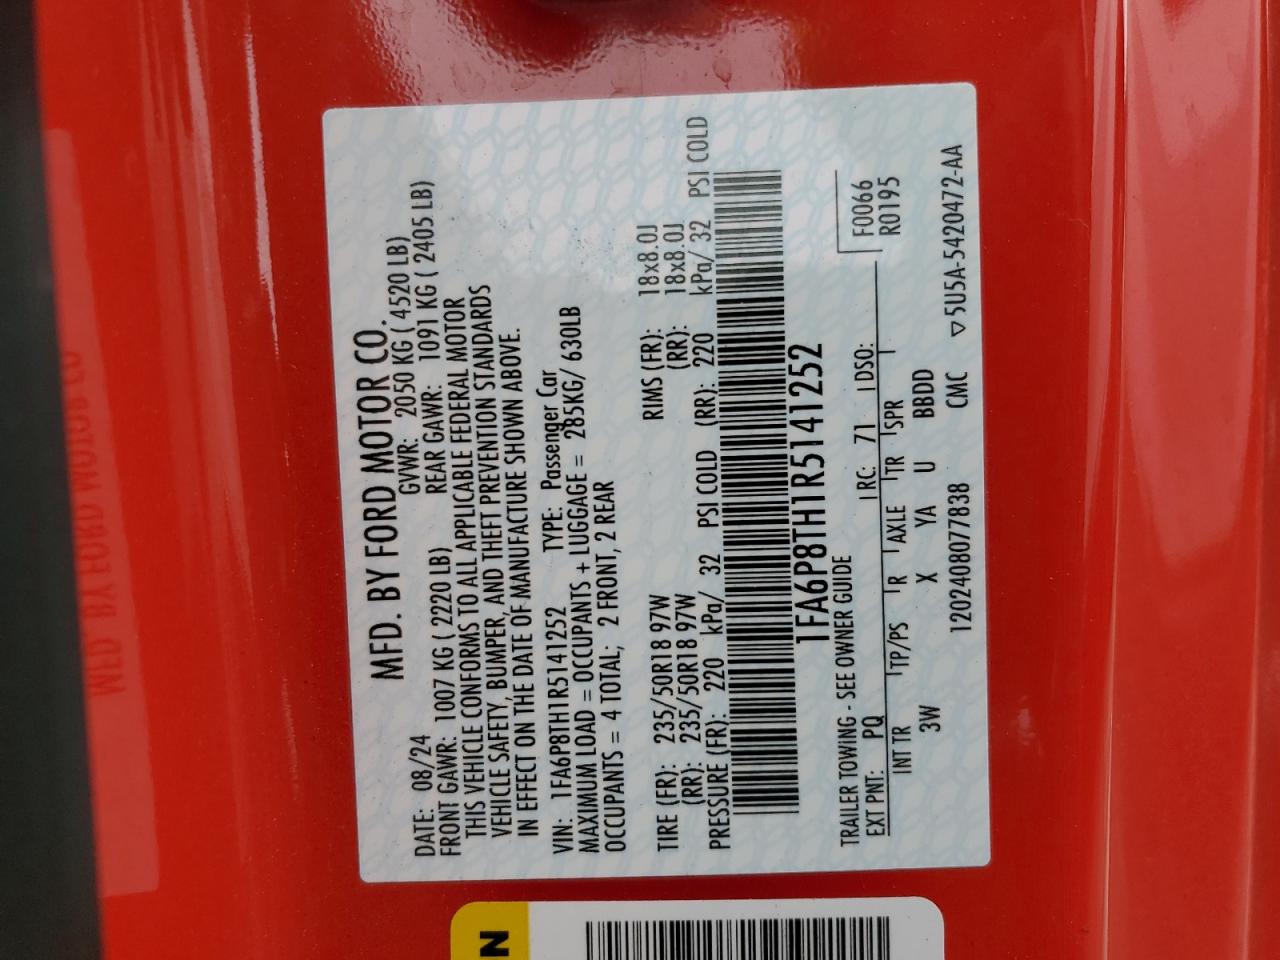 MFD. BY FORD MOTOR CO.
DATE: 08/24 GVWR: 2050 KG ( 4520 LB)
FRONT GAWR: 1007 KG ( 2220 LB) REAR GAWR: 1091 KG ( 2405 LB)
THIS VEHICLE CONFORMS TO ALL APPLICABLE FEDERAL MOTOR
VEHICLE SAFETY, BUMPER, AND THEFT PREVENTION STANDARDS
IN EFFECT ON THE DATE OF MANUFACTURE SHOWN ABOVE.
VIN: 1FA6P8TH1R5141252 TYPE: Passenger Car
MAXIMUM LOAD = OCCUPANTS + LUGGAGE = 285KG/ 630LB
OCCUPANTS = 4 TOTAL; 2 FRONT, 2 REAR
TIRE (FR): 235/50R18 97W RIMS (FR): 18x8.0J
(RR): 235/50R18 97W (RR): 18x8.0J
PRESSURE (FR): 220 kPa/ 32 PSI COLD (RR): 220 kPa/ 32 PSI COLD
1FA6P8TH1R5141252
F0066
R0195
TRAILER TOWING - SEE OWNER GUIDE
EXT PNT: PQ RC: 71 DSO:
INT TR TP/PS R AXLE TR SPR
3W X YA U BBDD
1202408077838 CMC ▽5U5A-5420472-AA
N